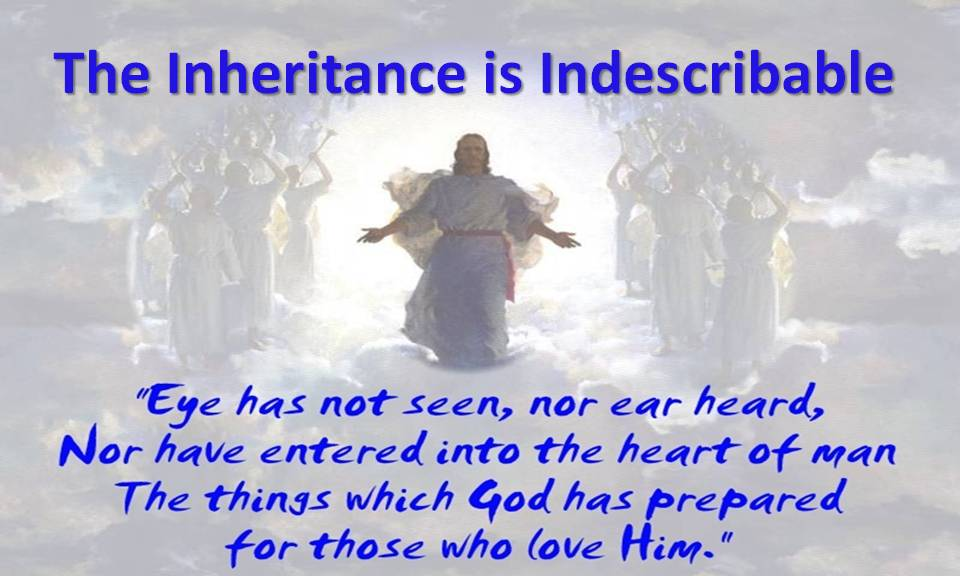 The Inheritance is Indescribable
"Eye has not seen, nor ear heard,
Nor have entered into the heart of man
The things which God has prepared
for those who love Him."